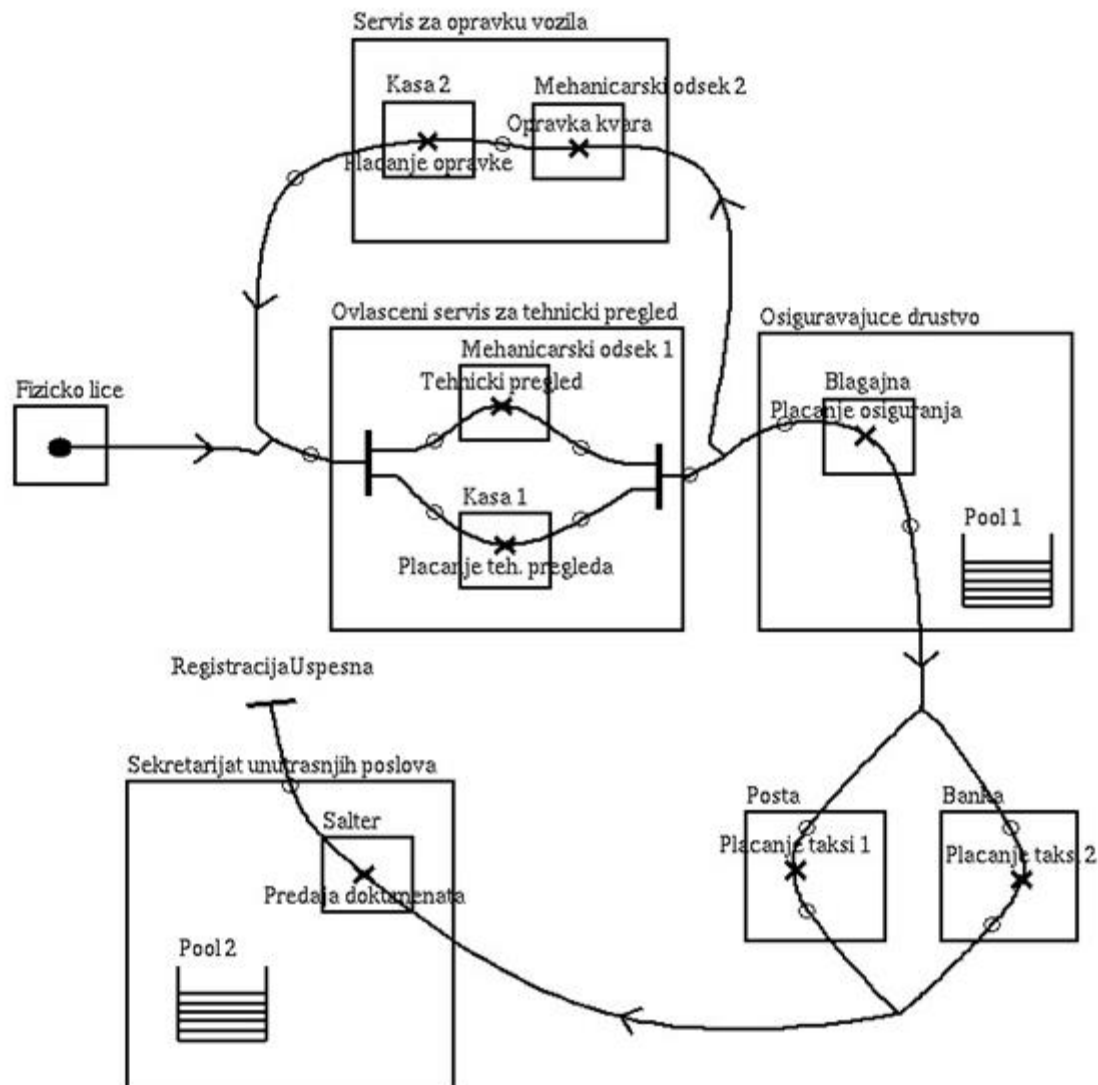 Servis za opravku vozila
Kasa 2
Mehanicarski odsek 2
Opravka kvara
Placanje opravke
Ovlasceni servis za tehnicki pregled
Osiguravajuce drustvo
Mehanicarski odsek 1
Tehnicki pregled
Fizicko lice
Blagajna
Placanje osiguranja
Kasa 1
Pool 1
Placanje teh. pregleda
RegistracijaUspesna
Sekretarijat unutrasnjih poslova
Posta
Banka
Salter
Placanje taksi 1
Placanje taksi 2
Predaja dokumenata
Pool 2